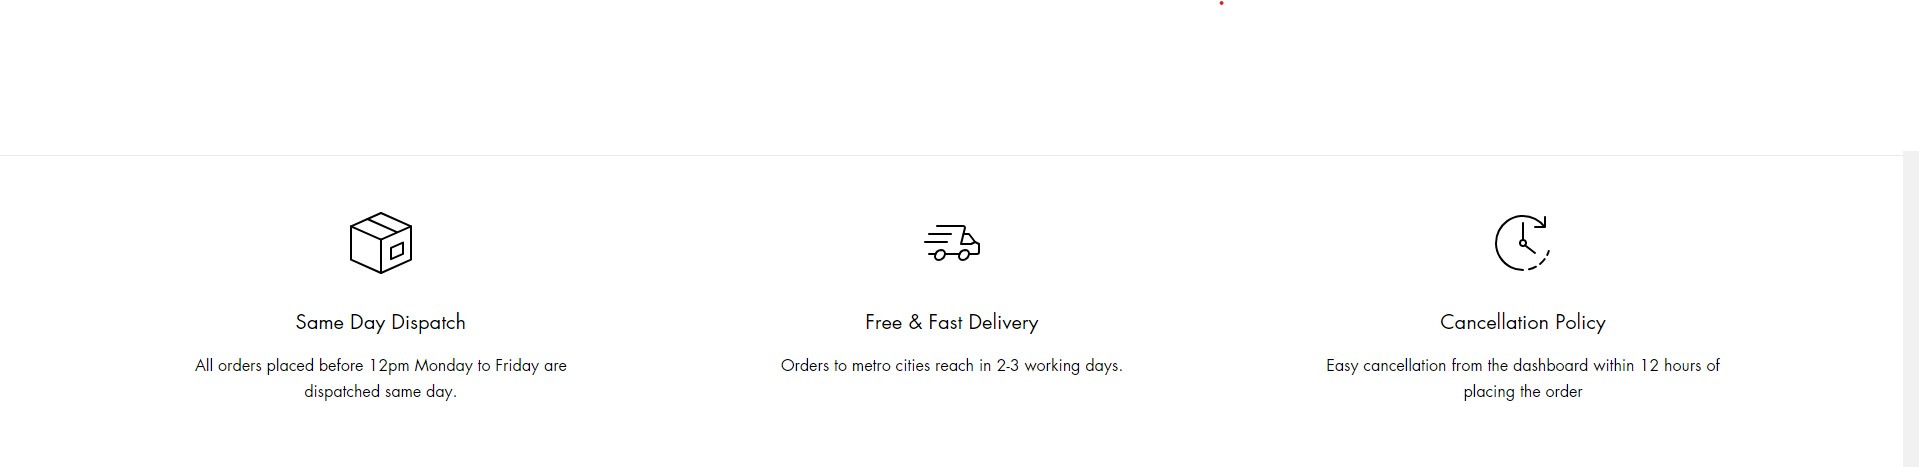 Same Day Dispatch
All orders placed before 12pm Monday to Friday are
dispatched same day.
Free & Fast Delivery
Orders to metro cities reach in 2-3 working days.
Cancellation Policy
Easy cancellation from the dashboard within 12 hours of
placing the order